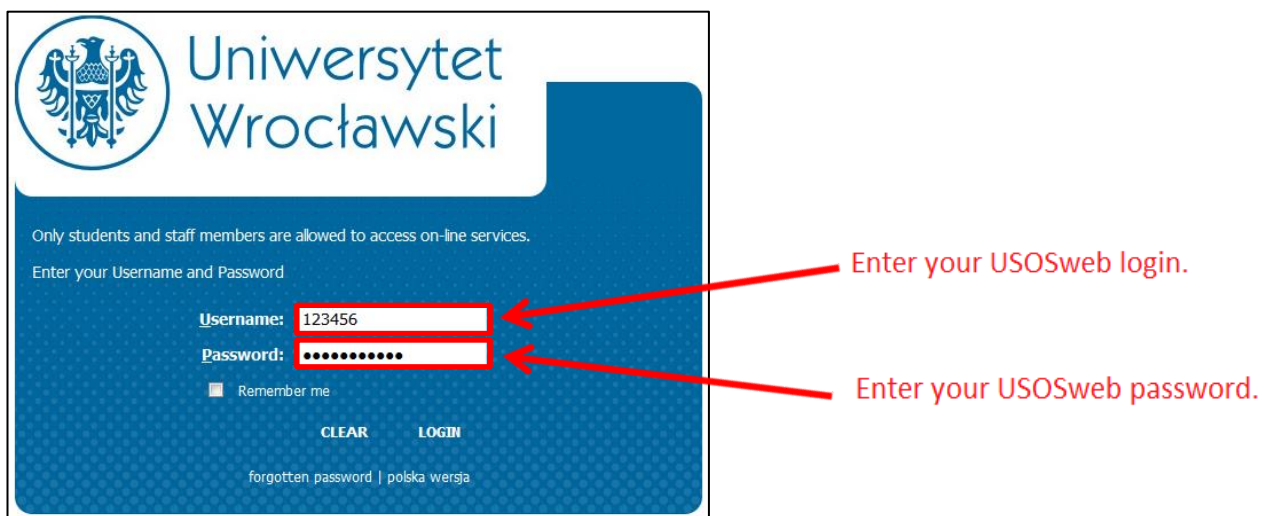 Uniwersytet
Wrocławski
Only students and staff members are allowed to access on-line services.
Enter your Username and Password
Enter your USOSweb login.
Username: 123456
Password: •••••••••••
Enter your USOSweb password.
Remember me
CLEAR LOGIN
forgotten password | polska wersja